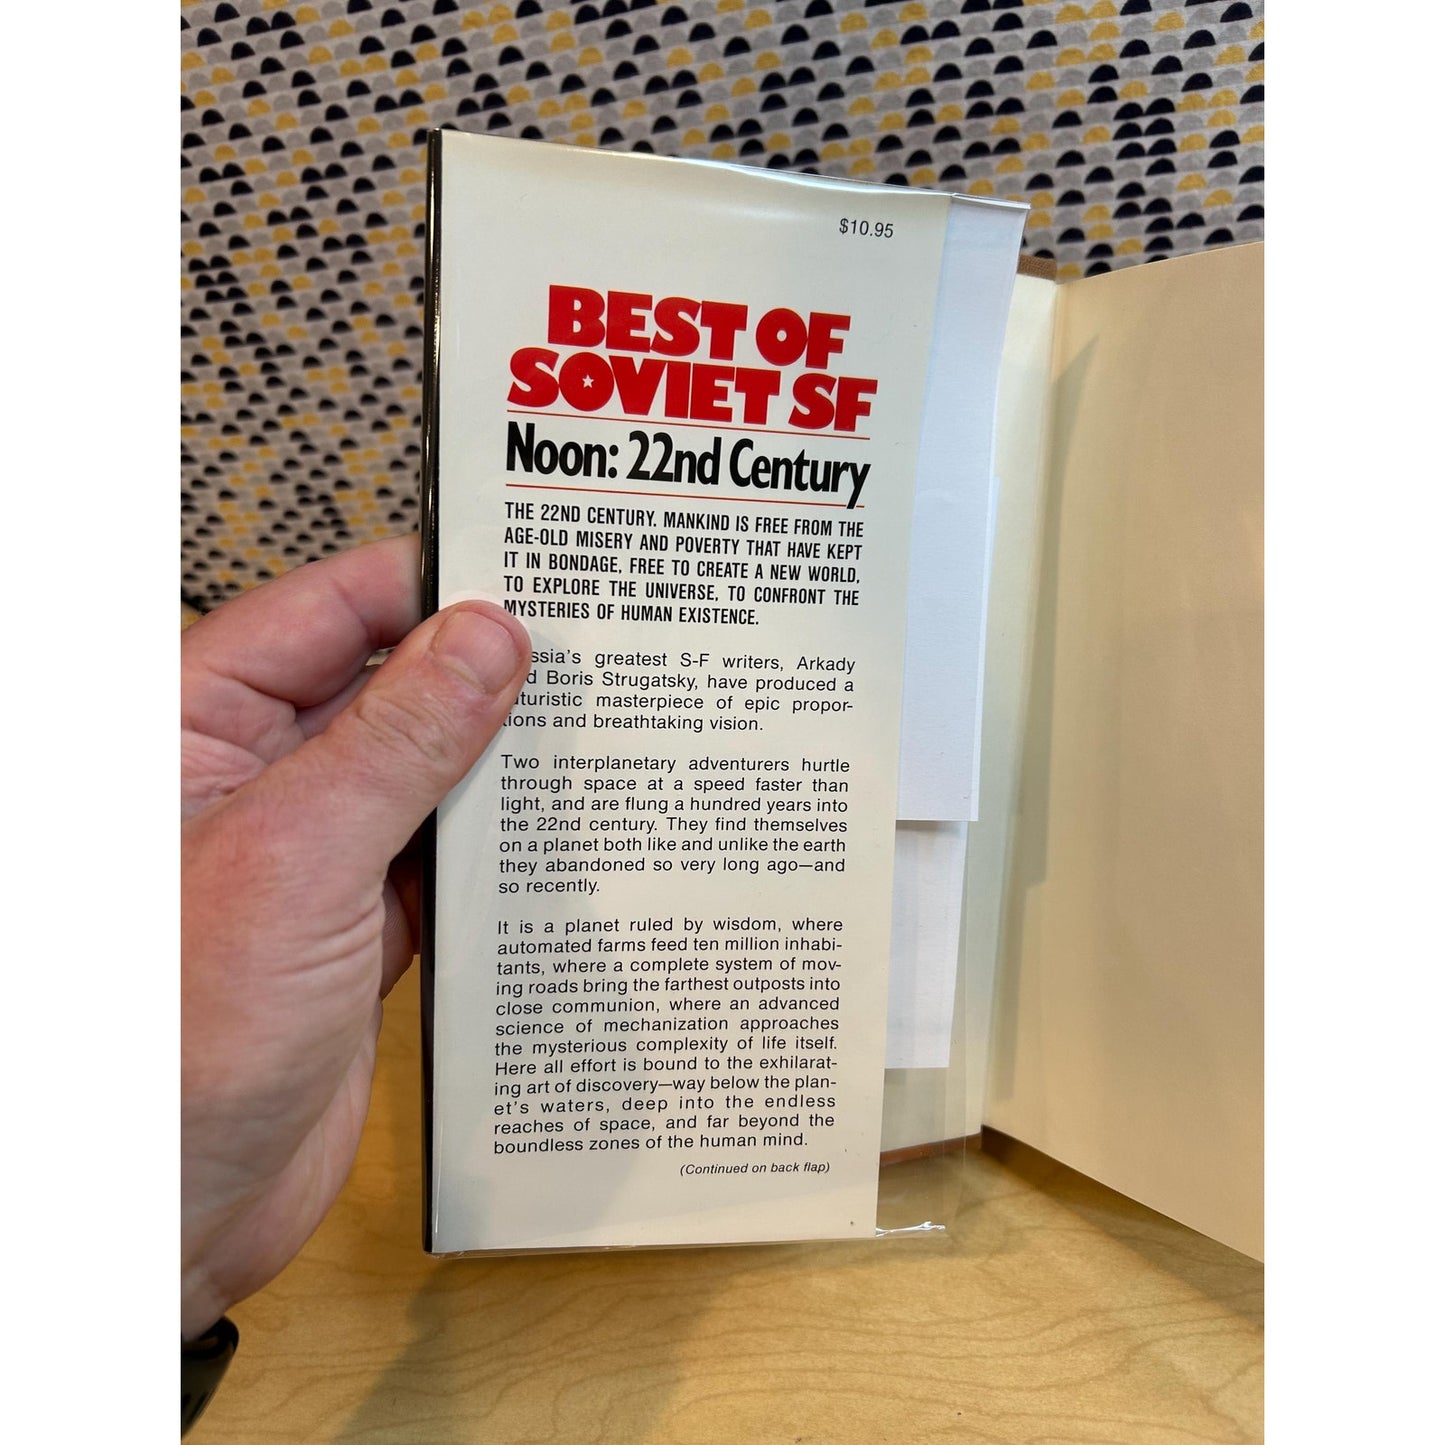 $10.95
BEST OF
SOVIET SF
Noon: 22nd Century
THE 22ND CENTURY. MANKIND IS FREE FROM THE
AGE-OLD MISERY AND POVERTY THAT HAVE KEPT
IT IN BONDAGE, FREE TO CREATE A NEW WORLD,
TO EXPLORE THE UNIVERSE, TO CONFRONT THE
MYSTERIES OF HUMAN EXISTENCE.
greatest S-F writers, Arkady
Boris Strugatsky, have produced a
masterpiece of epic propor-
tions and breathtaking vision.
Two interplanetary adventurers hurtle
through space at a speed faster than
light, and are flung a hundred years into
the 22nd century. They find themselves
on a planet both like and unlike the earth
they abandoned so very long ago—and
so recently.
It is a planet ruled by wisdom, where
automated farms feed ten million inhabi-
tants, where a complete system of mov-
ing roads bring the farthest outposts into
close communion, where an advanced
science of mechanization approaches
the mysterious complexity of life itself.
Here all effort is bound to the exhilarat-
ing art of discovery—way below the plan-
et's waters, deep into the endless
reaches of space, and far beyond the
boundless zones of the human mind.
(Continued on back flap)